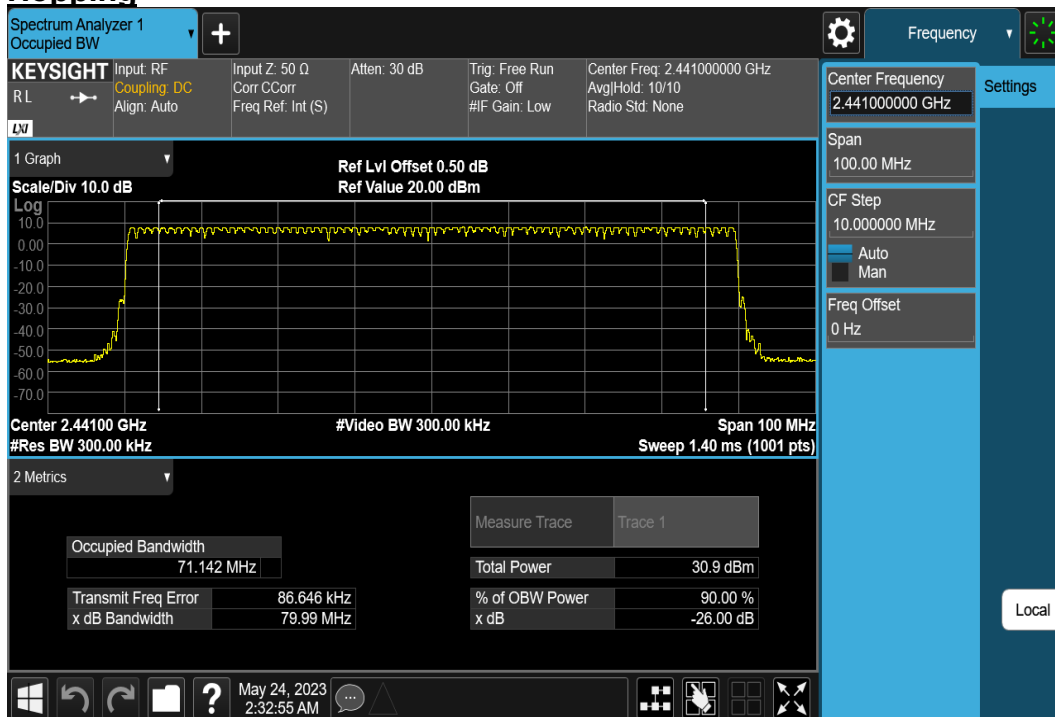 Hopping
Spectrum Analyzer 1
Occupied BW
Frequency
KEYSIGHT
R L
LXI
Input: RF
Coupling: DC
Align: Auto
Input Z: 50 Ω
Corr CCorr
Freq Ref: Int (S)
Atten: 30 dB
Trig: Free Run
Gate: Off
#IF Gain: Low
Center Freq: 2.441000000 GHz
Avg|Hold: 10/10
Radio Std: None
Center Frequency
2.441000000 GHz
Settings
Span
100.00 MHz
CF Step
10.000000 MHz
Auto
Man
Freq Offset
0 Hz
1 Graph
Scale/Div 10.0 dB
Ref Lvl Offset 0.50 dB
Ref Value 20.00 dBm
Log
10.0
0.00
-10.0
-20.0
-30.0
-40.0
-50.0
-60.0
-70.0
Center 2.44100 GHz
#Video BW 300.00 kHz
Span 100 MHz
#Res BW 300.00 kHz
Sweep 1.40 ms (1001 pts)
2 Metrics
Measure Trace
Trace 1
Occupied Bandwidth
71.142 MHz
Total Power
30.9 dBm
Transmit Freq Error
86.646 kHz
% of OBW Power
90.00 %
x dB Bandwidth
79.99 MHz
x dB
-26.00 dB
Local
?
May 24, 2023
2:32:55 AM